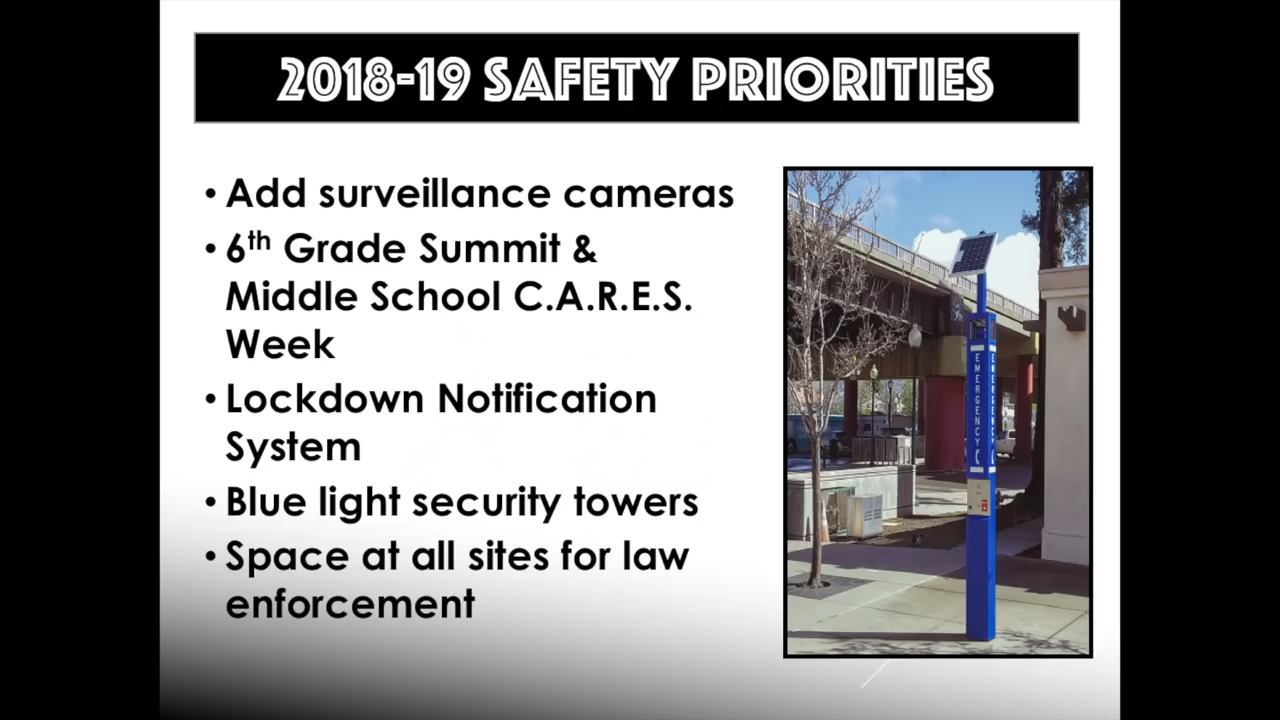 2018-19 SAFETY PRIORITIES
• Add surveillance cameras
• 6th Grade Summit &
Middle School C.A.R.E.S.
Week
• Lockdown Notification
System
• Blue light security towers
• Space at all sites for law
enforcement
EMERGENCY
EMERGENCY